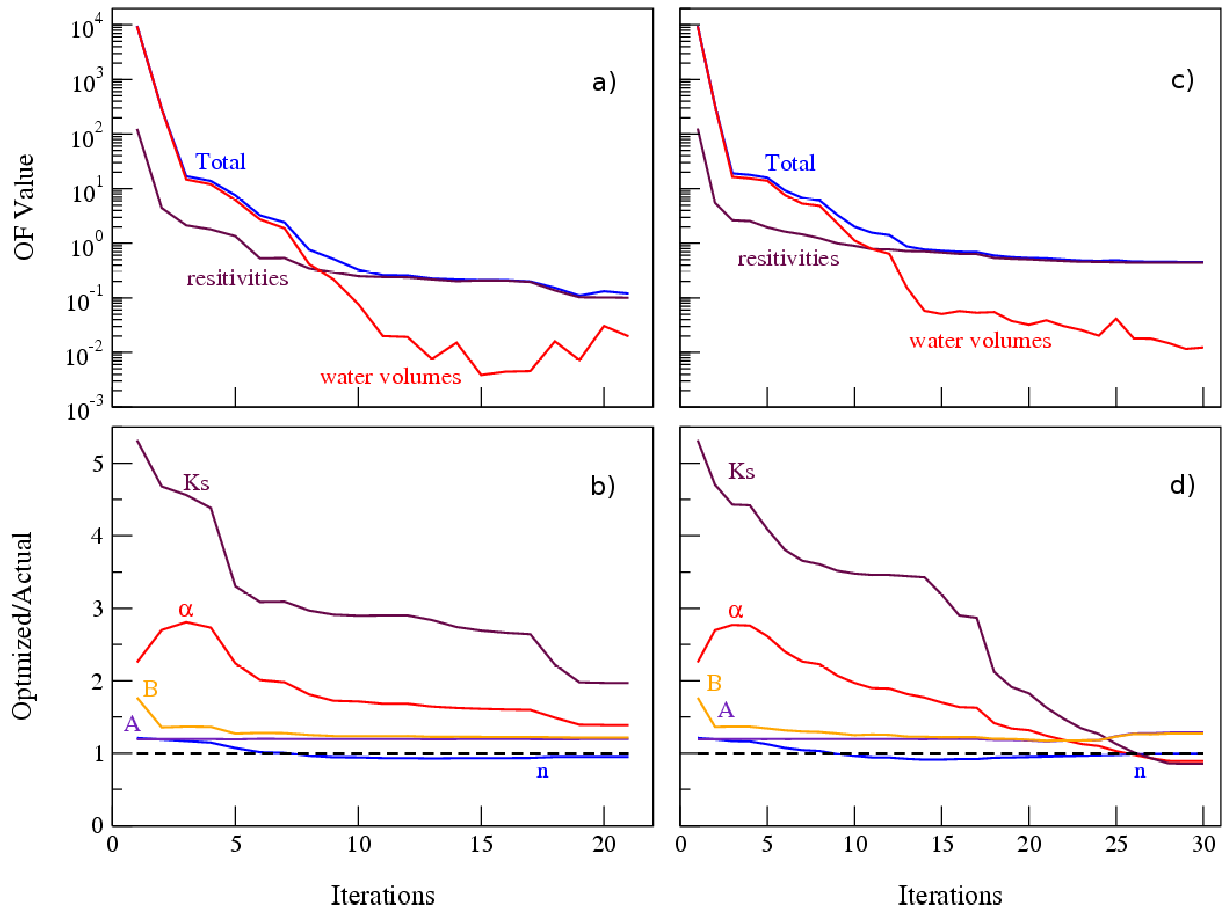 a)
c)
10^4
10^3
10^2
10^1
10^0
10^-1
10^-2
10^-3
OF Value
Total
resitivities
water volumes
Total
resitivities
water volumes
b)
d)
5
4
3
2
1
0
Optmized/Actual
Ks
α
B
A
n
Ks
α
B
A
n
0 5 10 15 20
0 5 10 15 20 25 30
Iterations
Iterations